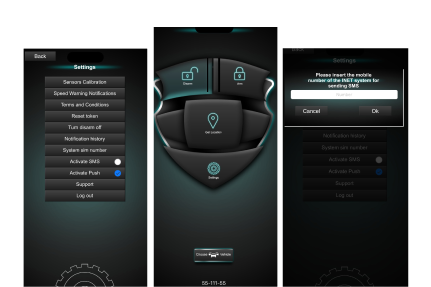 Back
Settings
Sensors Calibration
Speed Warning Notifications
Terms and Conditions
Reset token
Turn disarm off
Notification history
System sim number
Activate SMS
Activate Push
Support
Log out
Disarm
Arm
Get position
Settings
Choose Vehicle
55-111-55
Settings
Please insert the mobile
number of the INET system for
sending SMS
Cancel
Ok
Notification history
System sim number
Activate SMS
Activate Push
Support
Log out